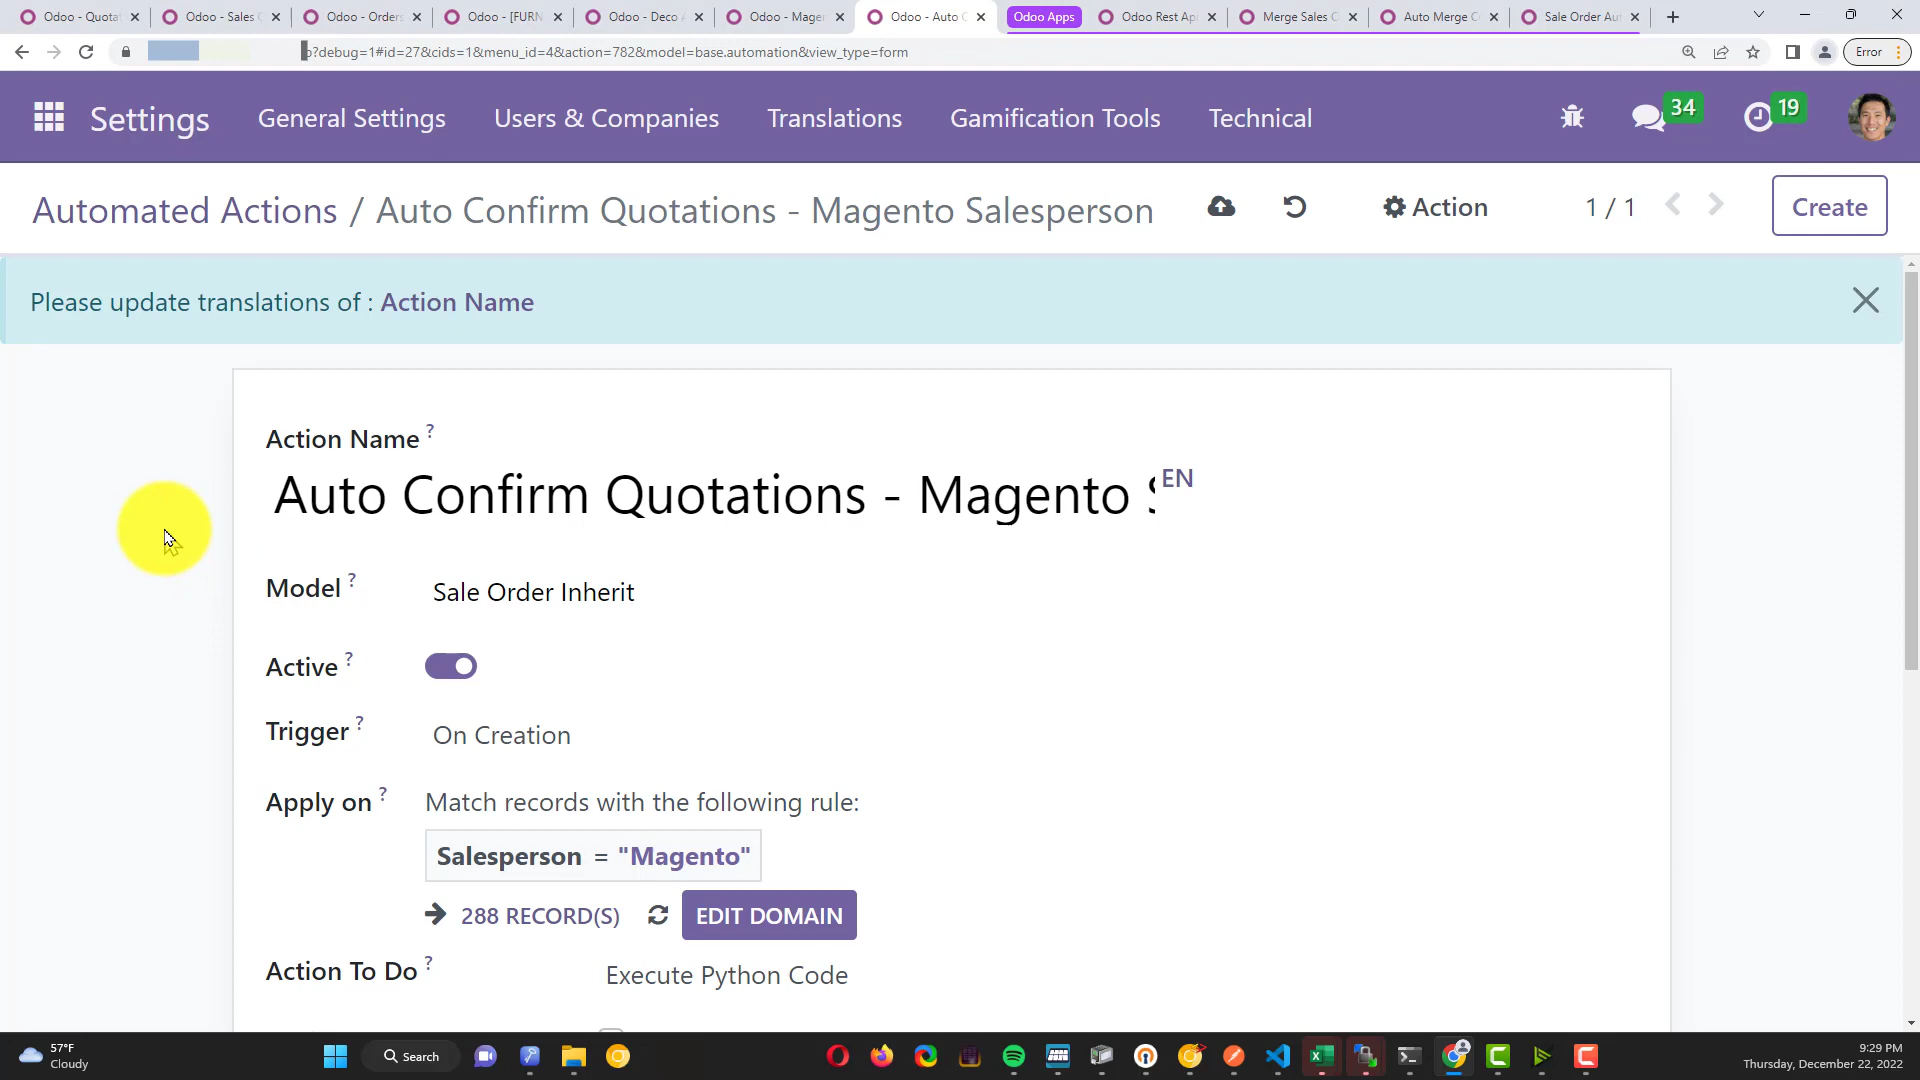 Odoo - Quotat
Odoo - Sales O
Odoo - Orders
Odoo - [FURN
Odoo - Deco A
Odoo - Magen
Odoo - Auto C
Odoo Apps
Odoo Rest Api
Merge Sales O
Auto Merge C
Sale Order Aut
?debug=1#id=27&cids=1&menu_id=4&action=782&model=base.automation&view_type=form
Error
Settings
General Settings
Users & Companies
Translations
Gamification Tools
Technical
34
19
Automated Actions / Auto Confirm Quotations - Magento Salesperson
Action
1 / 1
Create
Please update translations of : Action Name
Action Name ?
Auto Confirm Quotations - Magento S
EN
Model ?
Sale Order Inherit
Active ?
Trigger ?
On Creation
Apply on ?
Match records with the following rule:
Salesperson = "Magento"
288 RECORD(S)
EDIT DOMAIN
Action To Do ?
Execute Python Code
57°F
Cloudy
Search
9:29 PM
Thursday, December 22, 2022